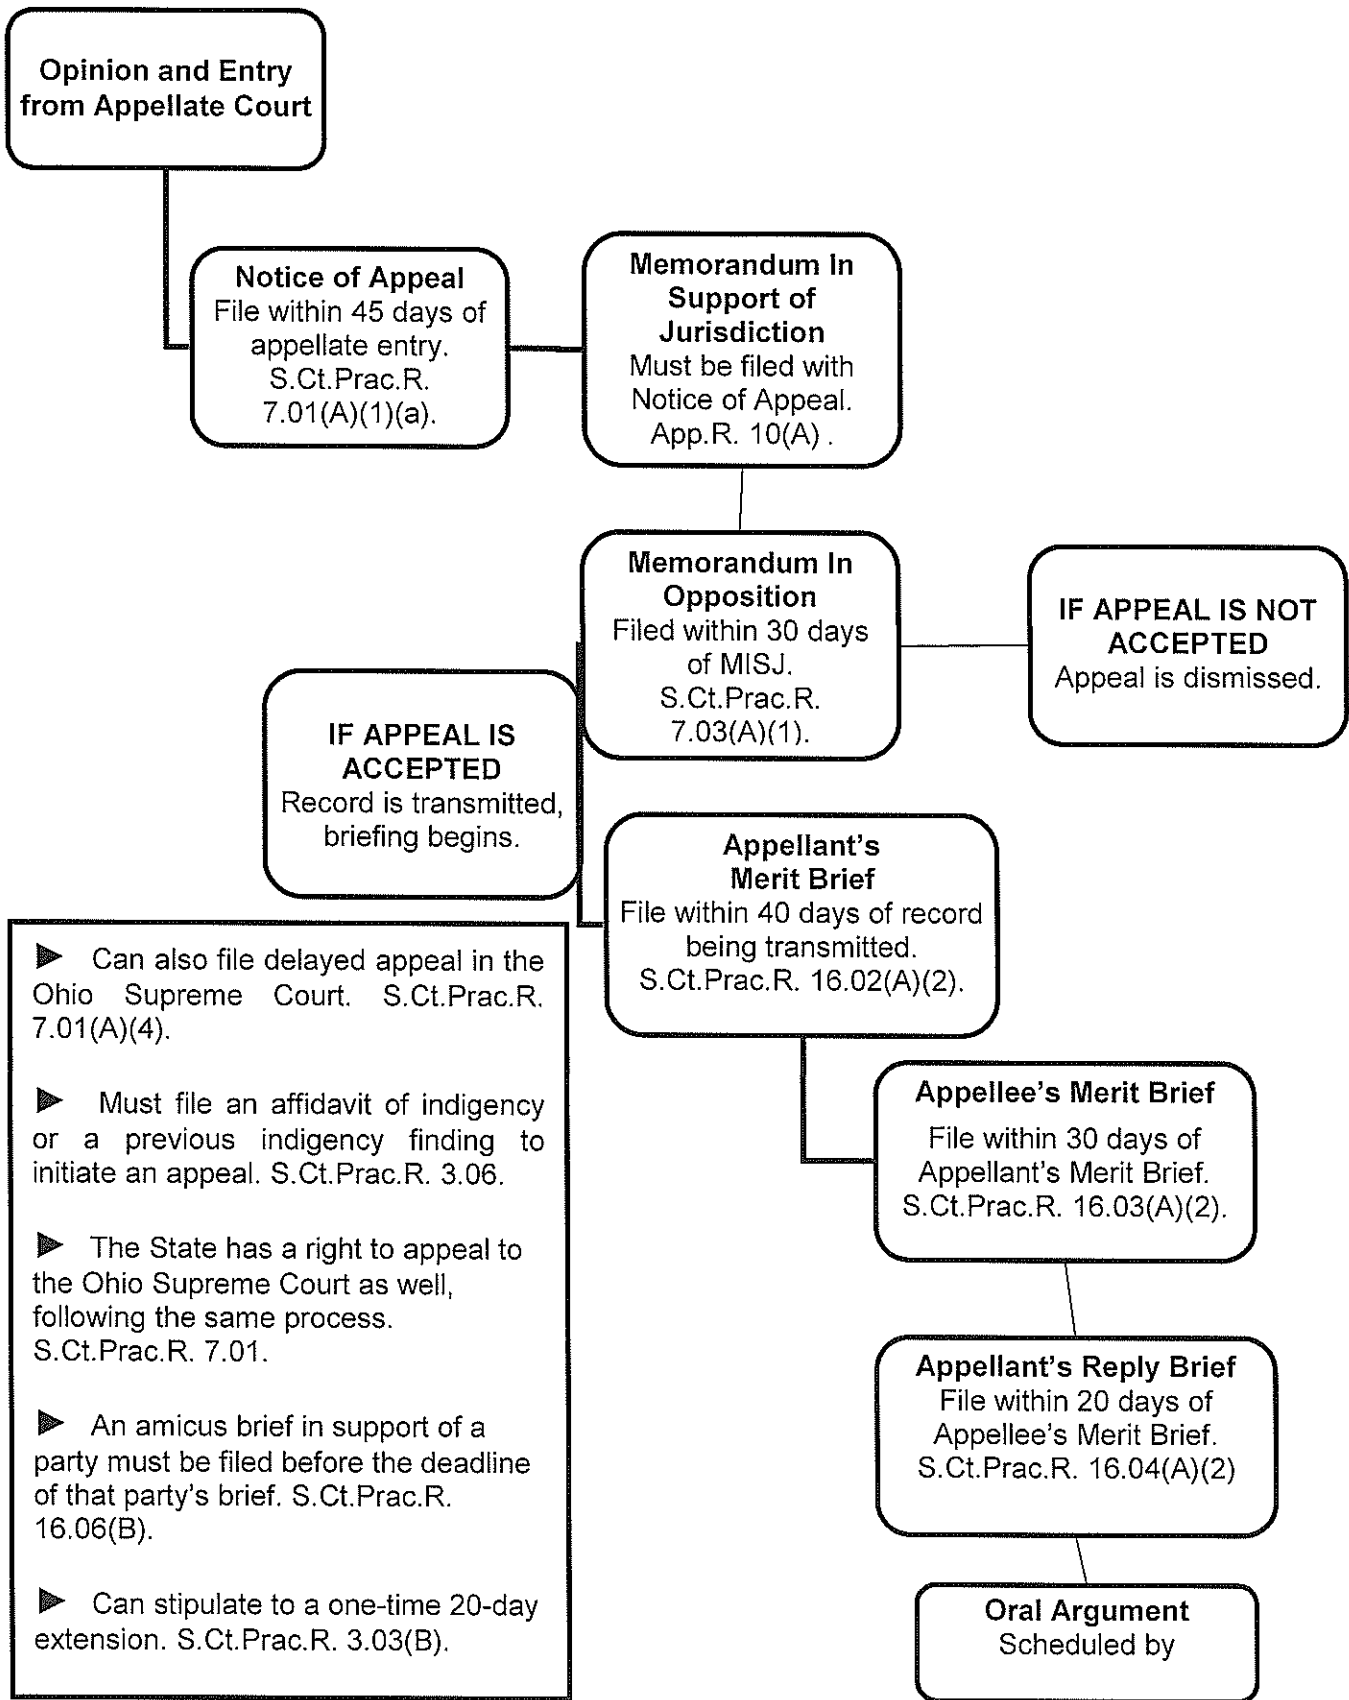 Opinion and Entry
from Appellate Court
Notice of Appeal
File within 45 days of
appellate entry.
S.Ct.Prac.R.
7.01(A)(1)(a).
Memorandum In
Support of
Jurisdiction
Must be filed with
Notice of Appeal.
App.R. 10(A) .
Memorandum In
Opposition
Filed within 30 days
of MISJ.
S.Ct.Prac.R.
7.03(A)(1).
IF APPEAL IS NOT
ACCEPTED
Appeal is dismissed.
IF APPEAL IS
ACCEPTED
Record is transmitted,
briefing begins.
Appellant's
Merit Brief
File within 40 days of record
being transmitted.
S.Ct.Prac.R. 16.02(A)(2).
► Can also file delayed appeal in the
Ohio Supreme Court. S.Ct.Prac.R.
7.01(A)(4).
► Must file an affidavit of indigency
or a previous indigency finding to
initiate an appeal. S.Ct.Prac.R. 3.06.
► The State has a right to appeal to
the Ohio Supreme Court as well,
following the same process.
S.Ct.Prac.R. 7.01.
► An amicus brief in support of a
party must be filed before the deadline
of that party's brief. S.Ct.Prac.R.
16.06(B).
► Can stipulate to a one-time 20-day
extension. S.Ct.Prac.R. 3.03(B).
Appellee's Merit Brief
File within 30 days of
Appellant's Merit Brief.
S.Ct.Prac.R. 16.03(A)(2).
Appellant's Reply Brief
File within 20 days of
Appellee's Merit Brief.
S.Ct.Prac.R. 16.04(A)(2)
Oral Argument
Scheduled by